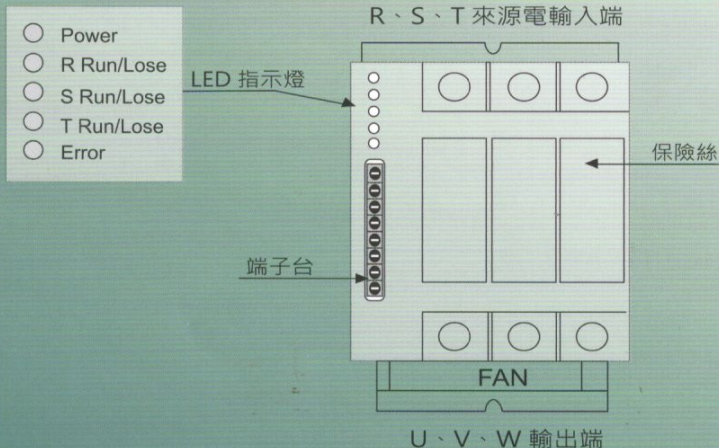 R、S、T 來源電輸入端
Power
R Run/Lose
S Run/Lose
T Run/Lose
Error
LED 指示燈
保險絲
端子台
FAN
U、V、W 輸出端